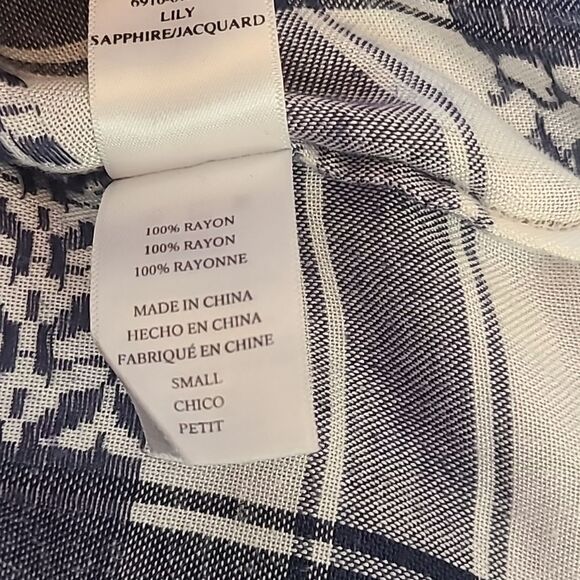 LILY
SAPPHIRE/JACQUARD
100% RAYON
100% RAYON
100% RAYONNE
MADE IN CHINA
HECHO EN CHINA
FABRIQUÉ EN CHINE
SMALL
CHICO
PETIT